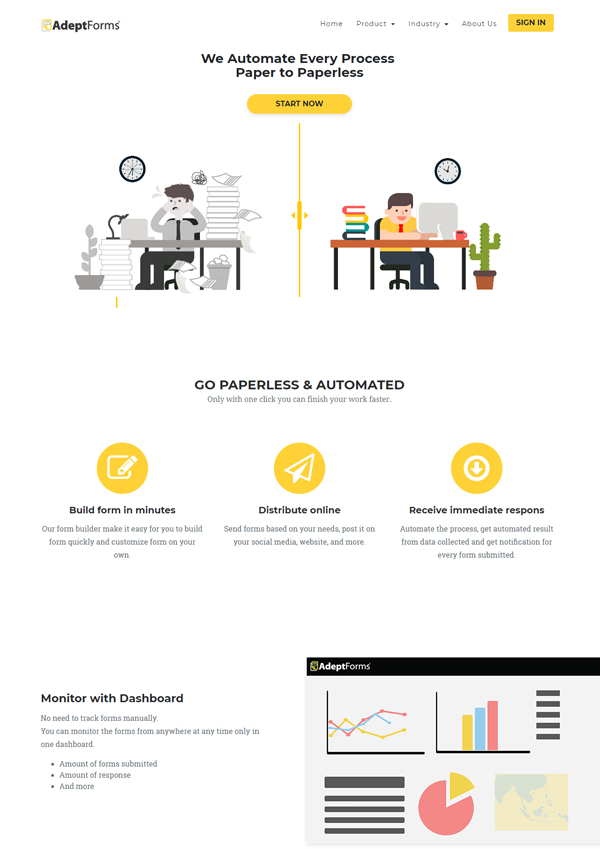 AdeptForms
Home Product Industry About Us SIGN IN
We Automate Every Process
Paper to Paperless
START NOW
GO PAPERLESS & AUTOMATED
Only with one click you can finish your work faster.
Build form in minutes
Our form builder make it easy for you to build
form quickly and customize form on your
own.
Distribute online
Send forms based on your needs, post it on
your social media, website, and more.
Receive immediate respons
Automate the process, get automated result
from data collected and get notification for
every form submitted.
Monitor with Dashboard
No need to track forms manually.
You can monitor the forms from anywhere at any time only in
one dashboard.
Amount of forms submitted
Amount of response
And more
AdeptForms